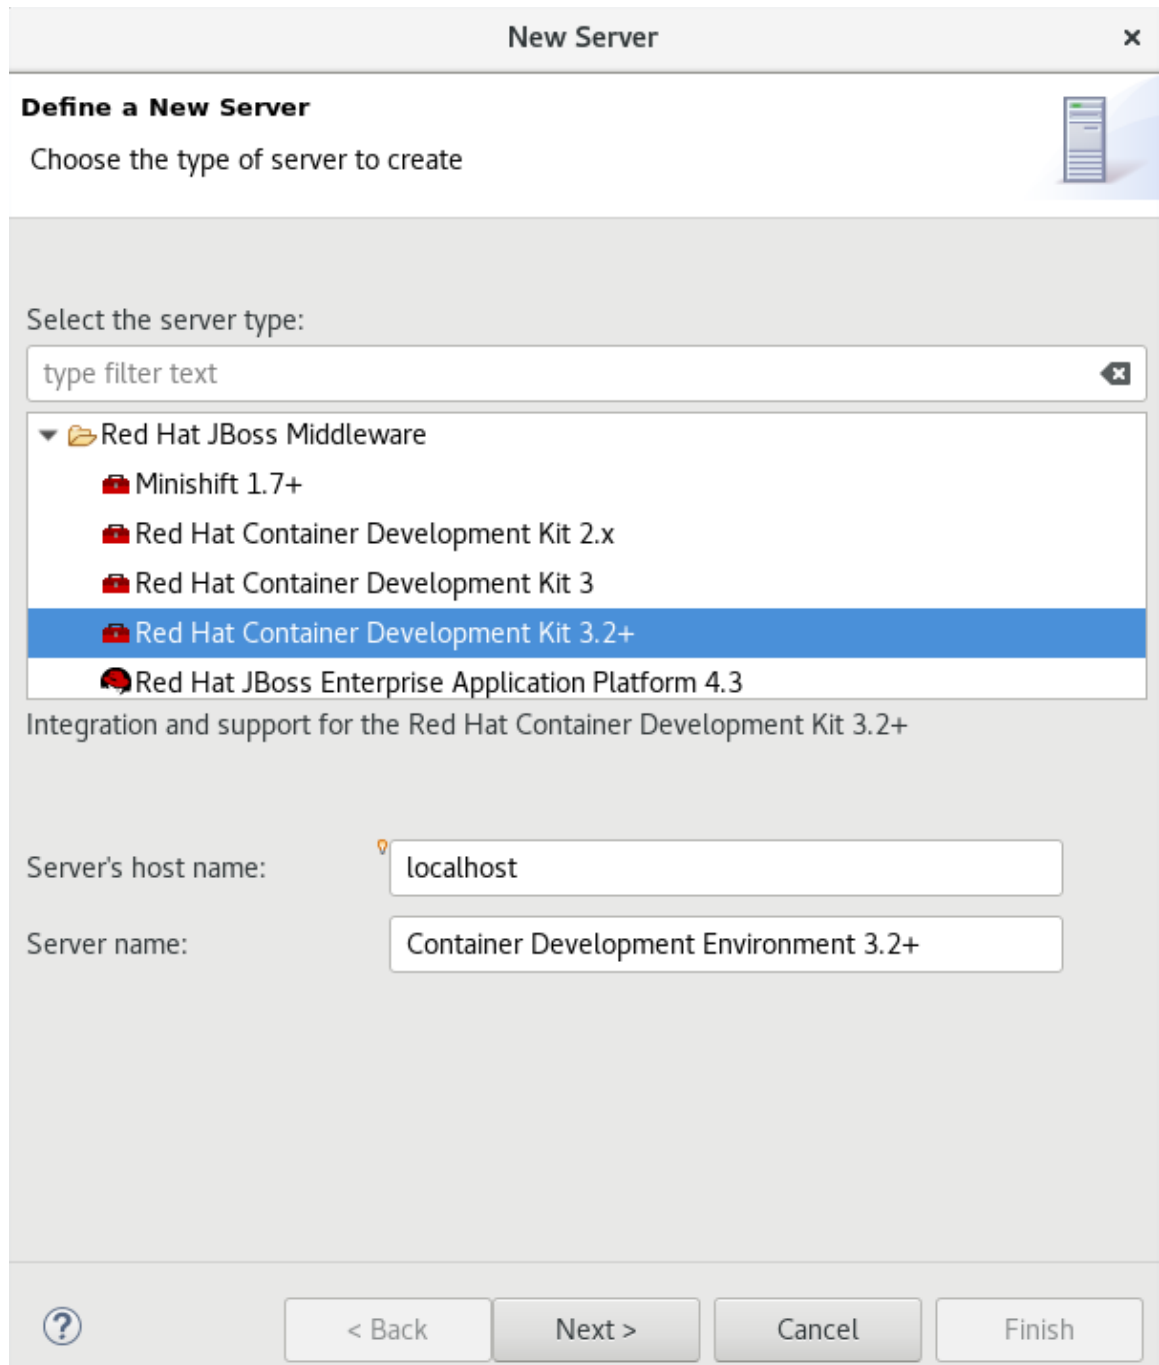 New Server
Define a New Server
Choose the type of server to create
Select the server type:
type filter text
Red Hat JBoss Middleware
Minishift 1.7+
Red Hat Container Development Kit 2.x
Red Hat Container Development Kit 3
Red Hat Container Development Kit 3.2+
Red Hat JBoss Enterprise Application Platform 4.3
Integration and support for the Red Hat Container Development Kit 3.2+
Server's host name: localhost
Server name: Container Development Environment 3.2+
< Back Next > Cancel Finish